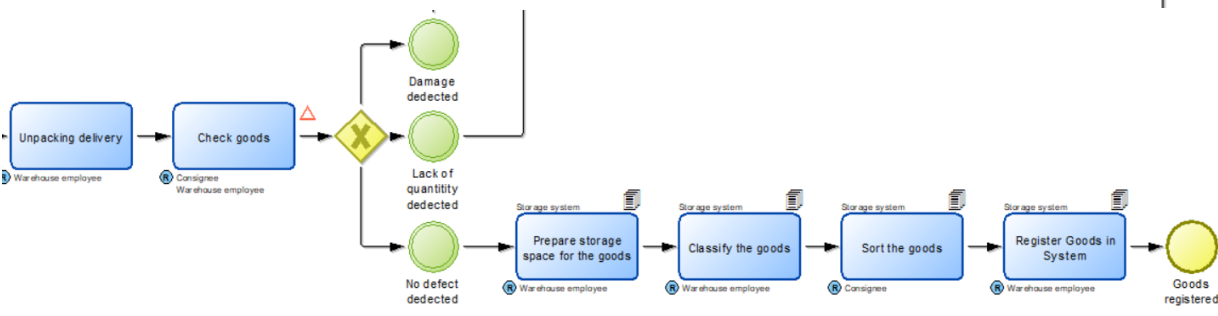 Damage
dedected
Unpacking delivery
Check goods
X
R Warehouse employee
R Consignee
Warehouse employee
Lack of
quantitity
dedected
Storage system
Storage system
Storage system
Storage system
Prepare storage
space for the goods
Classify the goods
Sort the goods
Register Goods in
System
No defect
dedected
R Warehouse employee
R Warehouse employee
R Consignee
R Warehouse employee
Goods
registered